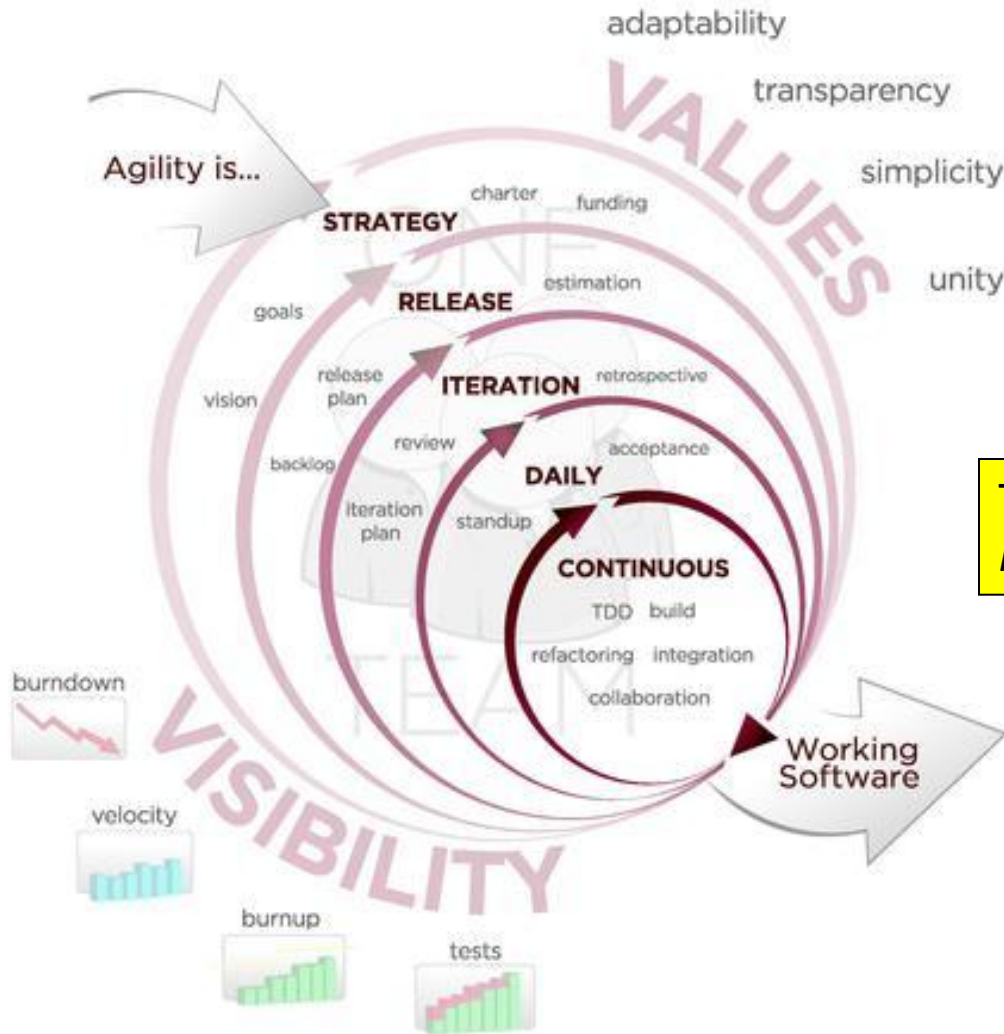 adaptability
transparency
simplicity
unity
VALUES
Agility is...
STRATEGY
charter
funding
goals
vision
RELEASE
estimation
release
plan
backlog
ITERATION
retrospective
review
iteration
plan
DAILY
acceptance
standup
CONTINUOUS
TDD build
refactoring integration
collaboration
ONE
TEAM
Working
Software
VISIBILITY
burndown
velocity
burnup
tests